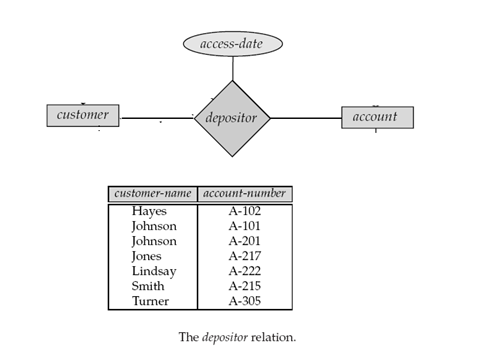 access-date
customer
depositor
account
customer-name account-number
Hayes A-102
Johnson A-101
Johnson A-201
Jones A-217
Lindsay A-222
Smith A-215
Turner A-305
The depositor relation.